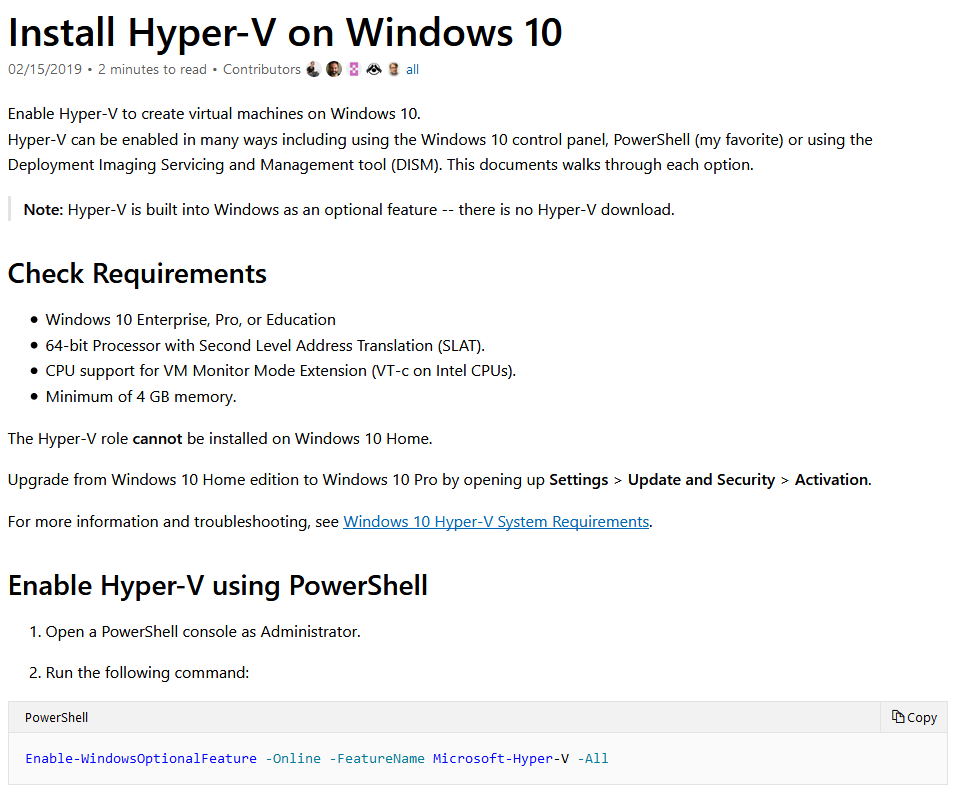 Install Hyper-V on Windows 10
02/15/2019 • 2 minutes to read • Contributors all
Enable Hyper-V to create virtual machines on Windows 10.
Hyper-V can be enabled in many ways including using the Windows 10 control panel, PowerShell (my favorite) or using the
Deployment Imaging Servicing and Management tool (DISM). This documents walks through each option.
Note: Hyper-V is built into Windows as an optional feature -- there is no Hyper-V download.
Check Requirements
• Windows 10 Enterprise, Pro, or Education
• 64-bit Processor with Second Level Address Translation (SLAT).
• CPU support for VM Monitor Mode Extension (VT-c on Intel CPUs).
• Minimum of 4 GB memory.
The Hyper-V role cannot be installed on Windows 10 Home.
Upgrade from Windows 10 Home edition to Windows 10 Pro by opening up Settings > Update and Security > Activation.
For more information and troubleshooting, see Windows 10 Hyper-V System Requirements.
Enable Hyper-V using PowerShell
1. Open a PowerShell console as Administrator.
2. Run the following command:
PowerShell Copy
Enable-WindowsOptionalFeature -Online -FeatureName Microsoft-Hyper-V -All